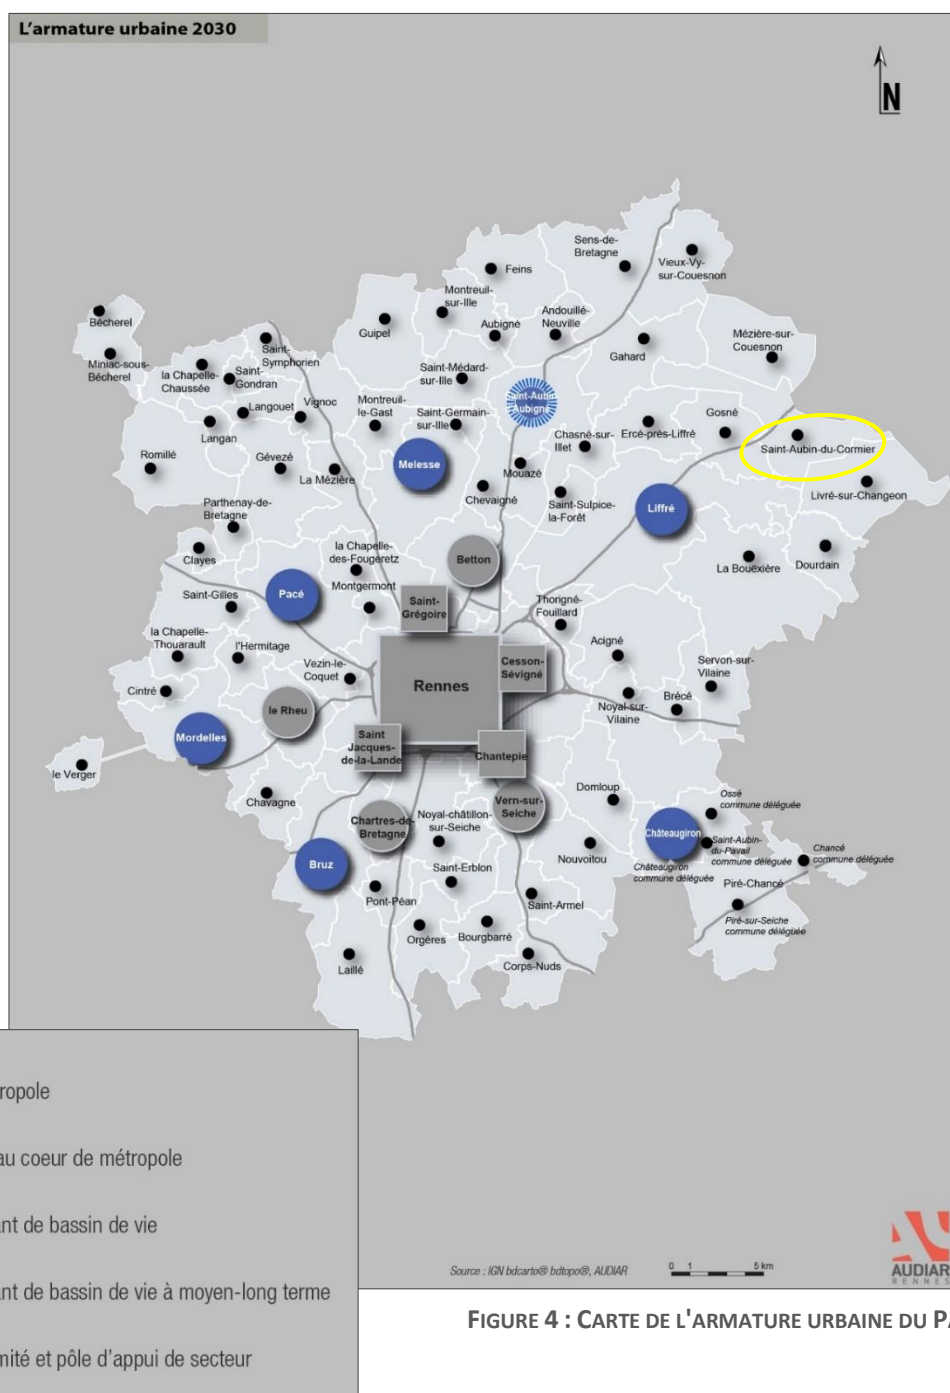 L'armature urbaine 2030
N
Sens-de-
Bretagne
Vieux-Vy-
sur-Couesnon
Feins
Montreuil-
sur-Ille
Andouillé-
Neuville
Aubigné
Bécherel
Guipel
Mézière-sur-
Couesnon
Gahard
Saint-
Symphorien
Miniac-sous-
Bécherel
la Chapelle-
Chaussée
Saint-
Gondran
Saint-Médard-
sur-Ille
Saint-Aubin
Aubigné
Langouet
Vignoc
Montreuil-
le-Gast
Saint-Germain-
sur-Ille
Gosné
Langan
Chasné-sur-
Illet
Ercé-près-Liffré
Saint-Aubin-du-Cormier
Romillé
Gévezé
La Mézière
Melesse
Mouazé
Livré-sur-Changeon
Chevaigné
Saint-Sulpice-
la-Forêt
Liffré
Parthenay-de-
Bretagne
la Chapelle-
des-Fougeretz
Betton
Clayes
La Bouëxière
Dourdain
Montgermont
Saint-Gilles
Pacé
Saint-
Grégoire
Thorigné-
Fouillard
la Chapelle-
Thouarault
l'Hermitage
Acigné
Vezin-le-
Coquet
Cesson-
Sévigné
Servon-sur-
Vilaine
Rennes
Cintré
Brécé
Noyal-sur-
Vilaine
le Rheu
Mordelles
Saint
Jacques-
de-la-Lande
Chantepie
le Verger
Chavagne
Domloup
Ossé
commune déléguée
Vern-sur-
Seiche
Noyal-châtillon-
sur-Seiche
Chartres-de-
Bretagne
Châteaugiron
Saint-Aubin-
du-Pavail
commune déléguée
Chancé
commune déléguée
Nouvoitou
Bruz
Saint-Erblon
Châteaugiron
commune déléguée
Piré-Chancé
Pont-Péan
Saint-Armel
Piré-sur-Seiche
commune déléguée
Orgères
Bourgbarré
Laillé
Corps-Nuds
ropole
au coeur de métropole
ant de bassin de vie
ant de bassin de vie à moyen-long terme
mité et pôle d'appui de secteur
Source : IGN bdcarto® bdtopo®, AUDIAR
0 1 5 km
AUDIAR
RENNES
FIGURE 4 : CARTE DE L'ARMATURE URBAINE DU PA